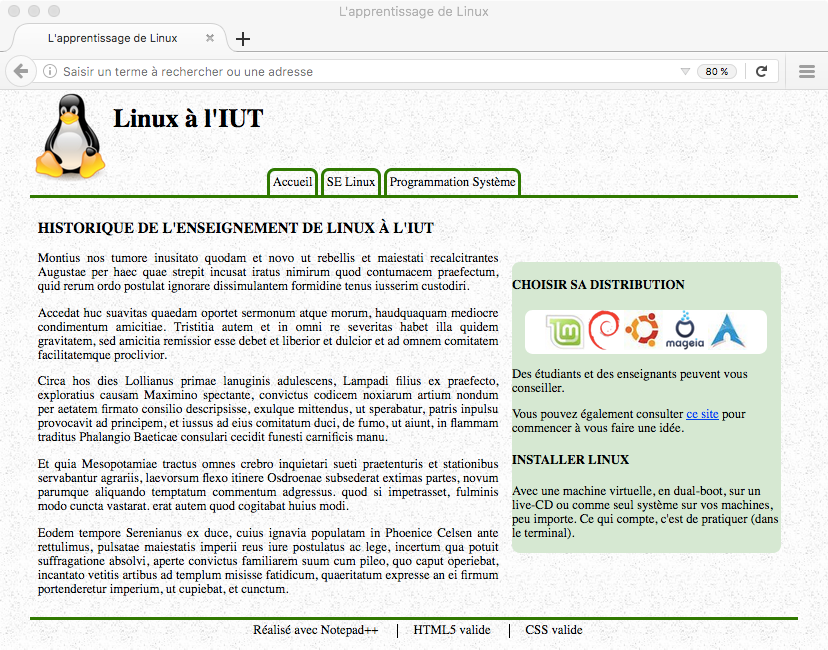 L'apprentissage de Linux
L'apprentissage de Linux
Saisir un terme à rechercher ou une adresse
80 %
Linux à l'IUT
Accueil
SE Linux
Programmation Système
HISTORIQUE DE L'ENSEIGNEMENT DE LINUX À L'IUT
Montius nos tumore inusitato quodam et novo ut rebellis et maiestati recalcitrantes
Augustae per haec quae strepit incusat iratus nimirum quod contumacem praefectum,
quid rerum ordo postulat ignorare dissimulantem formidine tenus iusserim custodiri.
Accedat huc suavitas quaedam oportet sermonum atque morum, haudquaquam mediocre
condimentum amicitiae. Tristitia autem et in omni re severitas habet illa quidem
gravitatem, sed amicitia remissior esse debet et liberior et dulcior et ad omnem comitatem
facilitatemque proclivior.
Circa hos dies Lollianus primae lanuginis adulescens, Lampadi filius ex praefecto,
exploratius causam Maximino spectante, convictus codicem noxiarum artium nondum
per aetatem firmato consilio descripsisse, exulque mittendus, ut sperabatur, patris inpulsu
provocavit ad principem, et iussus ad eius comitatum duci, de fumo, ut aiunt, in flammam
traditus Phalangio Baeticae consulari cecidit funesti carnificis manu.
Et quia Mesopotamiae tractus omnes crebro inquietari sueti praetenturis et stationibus
servabantur agrariis, laevorsum flexo itinere Osdroenae subsederat extimas partes, novum
parumque aliquando temptatum commentum adgressus. quod si impetrasset, fulminis
modo cuncta vastarat. erat autem quod cogitabat huius modi.
Eodem tempore Serenianus ex duce, cuius ignavia populatam in Phoenice Celsen ante
rettulimus, pulsatae maiestatis imperii reus iure postulatus ac lege, incertum qua potuit
suffragatione absolvi, aperte convictus familiarem suum cum pileo, quo caput operiebat,
incantato vetitis artibus ad templum misisse fatidicum, quaeritatum expresse an ei firmum
portenderetur imperium, ut cupiebat, et cunctum.
CHOISIR SA DISTRIBUTION
mageia
Des étudiants et des enseignants peuvent vous
conseiller.
Vous pouvez également consulter ce site pour
commencer à vous faire une idée.
INSTALLER LINUX
Avec une machine virtuelle, en dual-boot, sur un
live-CD ou comme seul système sur vos machines,
peu importe. Ce qui compte, c'est de pratiquer (dans
le terminal).
Réalisé avec Notepad++
HTML5 valide
CSS valide